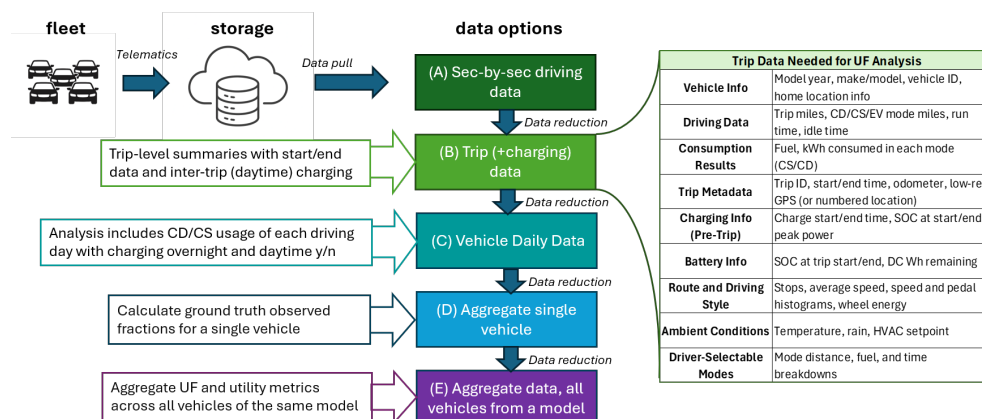 fleet
storage
data options
Telematics
Data pull
(A) Sec-by-sec driving
data
Data reduction
Trip-level summaries with start/end
data and inter-trip (daytime) charging
(B) Trip (+charging)
data
Data reduction
Analysis includes CD/CS usage of each driving
day with charging overnight and daytime y/n
(C) Vehicle Daily Data
Data reduction
Calculate ground truth observed
fractions for a single vehicle
(D) Aggregate single
vehicle
Data reduction
Aggregate UF and utility metrics
across all vehicles of the same model
(E) Aggregate data, all
vehicles from a model
Trip Data Needed for UF Analysis
Vehicle Info
Model year, make/model, vehicle ID,
home location info
Driving Data
Trip miles, CD/CS/EV mode miles, run
time, idle time
Consumption
Results
Fuel, kWh consumed in each mode
(CS/CD)
Trip Metadata
Trip ID, start/end time, odometer, low-re
GPS (or numbered location)
Charging Info
(Pre-Trip)
Charge start/end time, SOC at start/end
peak power
Battery Info
SOC at trip start/end, DC Wh remaining
Route and Driving
Style
Stops, average speed, speed and pedal
histograms, wheel energy
Ambient Conditions
Temperature, rain, HVAC setpoint
Driver-Selectable
Modes
Mode distance, fuel, and time
breakdowns